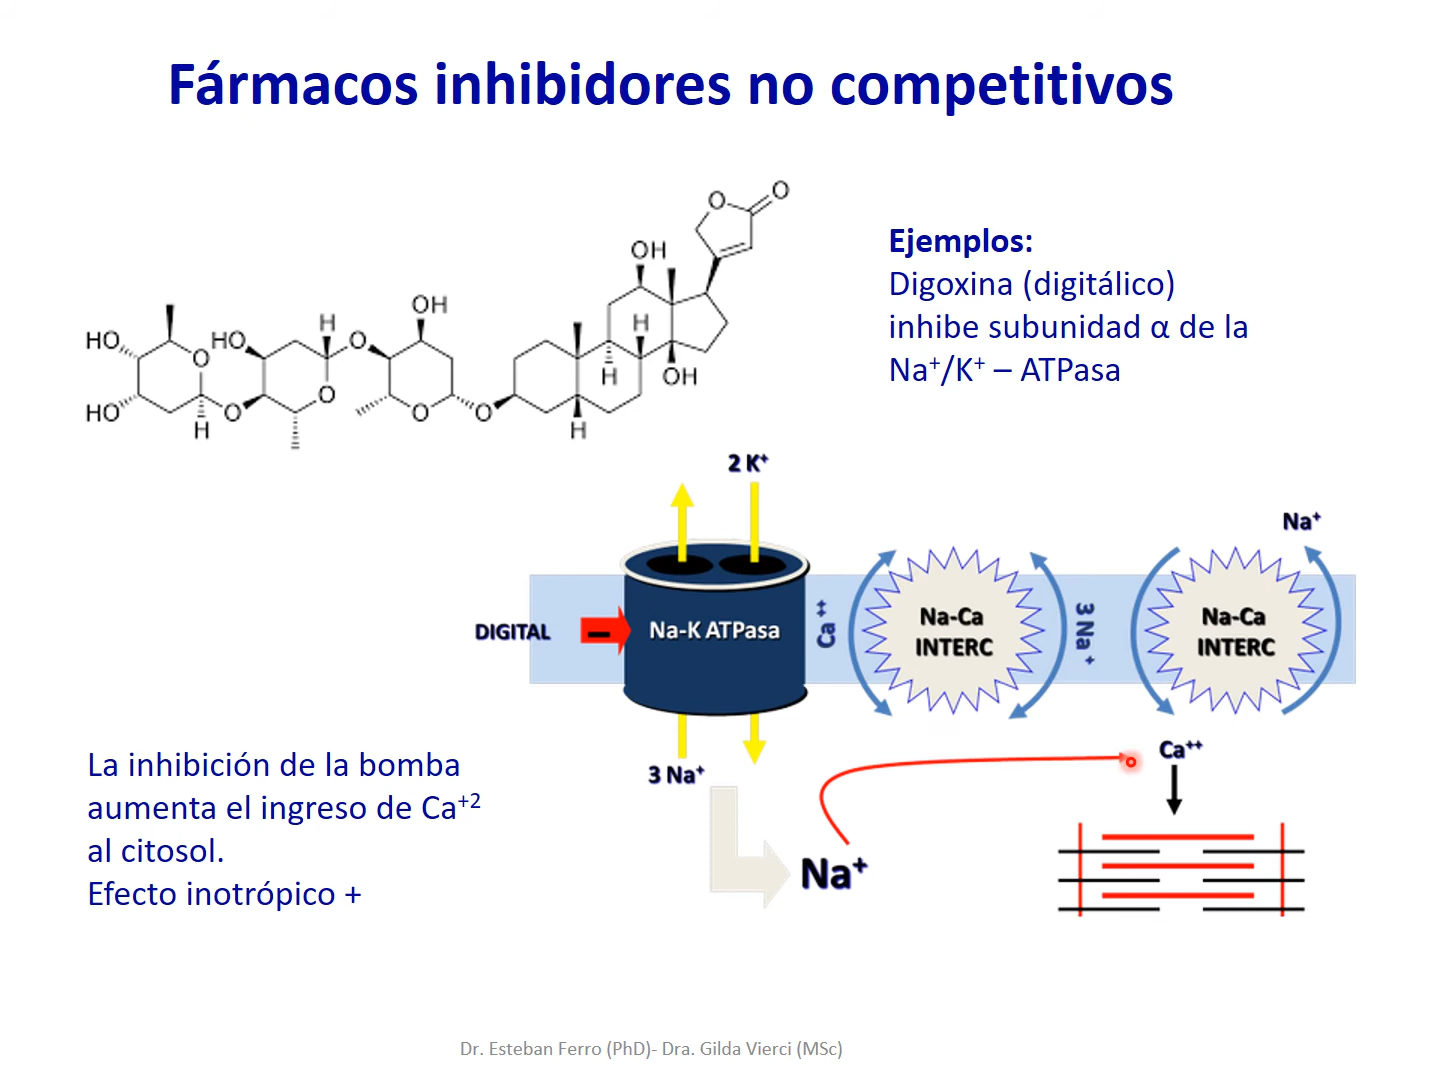 Fármacos inhibidores no competitivos
O
O
OH
OH
H
H
HO
HO
O
O
H
H
OH
O
O
HO
O
H
O
O
H
Ejemplos:
Digoxina (digitálico)
inhibe subunidad α de la
Na⁺/K⁺ – ATPasa
2 K⁺
Na⁺
DIGITAL
Na-K ATPasa
Ca ⁺⁺
Na-Ca
INTERC
3 Na ⁺
Na-Ca
INTERC
3 Na⁺
Ca⁺⁺
Na⁺
La inhibición de la bomba
aumenta el ingreso de Ca⁺²
al citosol.
Efecto inotrópico +
Dr. Esteban Ferro (PhD)- Dra. Gilda Vierci (MSc)